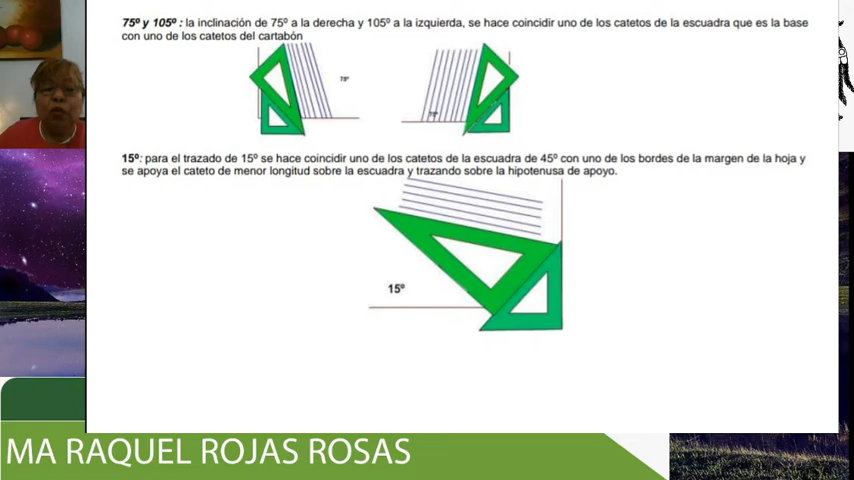 75º y 105º : la inclinación de 75º a la derecha y 105º a la izquierda, se hace coincidir uno de los catetos de la escuadra que es la base
con uno de los catetos del cartabón
75º
15º: para el trazado de 15º se hace coincidir uno de los catetos de la escuadra de 45º con uno de los bordes de la margen de la hoja y
se apoya el cateto de menor longitud sobre la escuadra y trazando sobre la hipotenusa de apoyo.
15º
MA RAQUEL ROJAS ROSAS